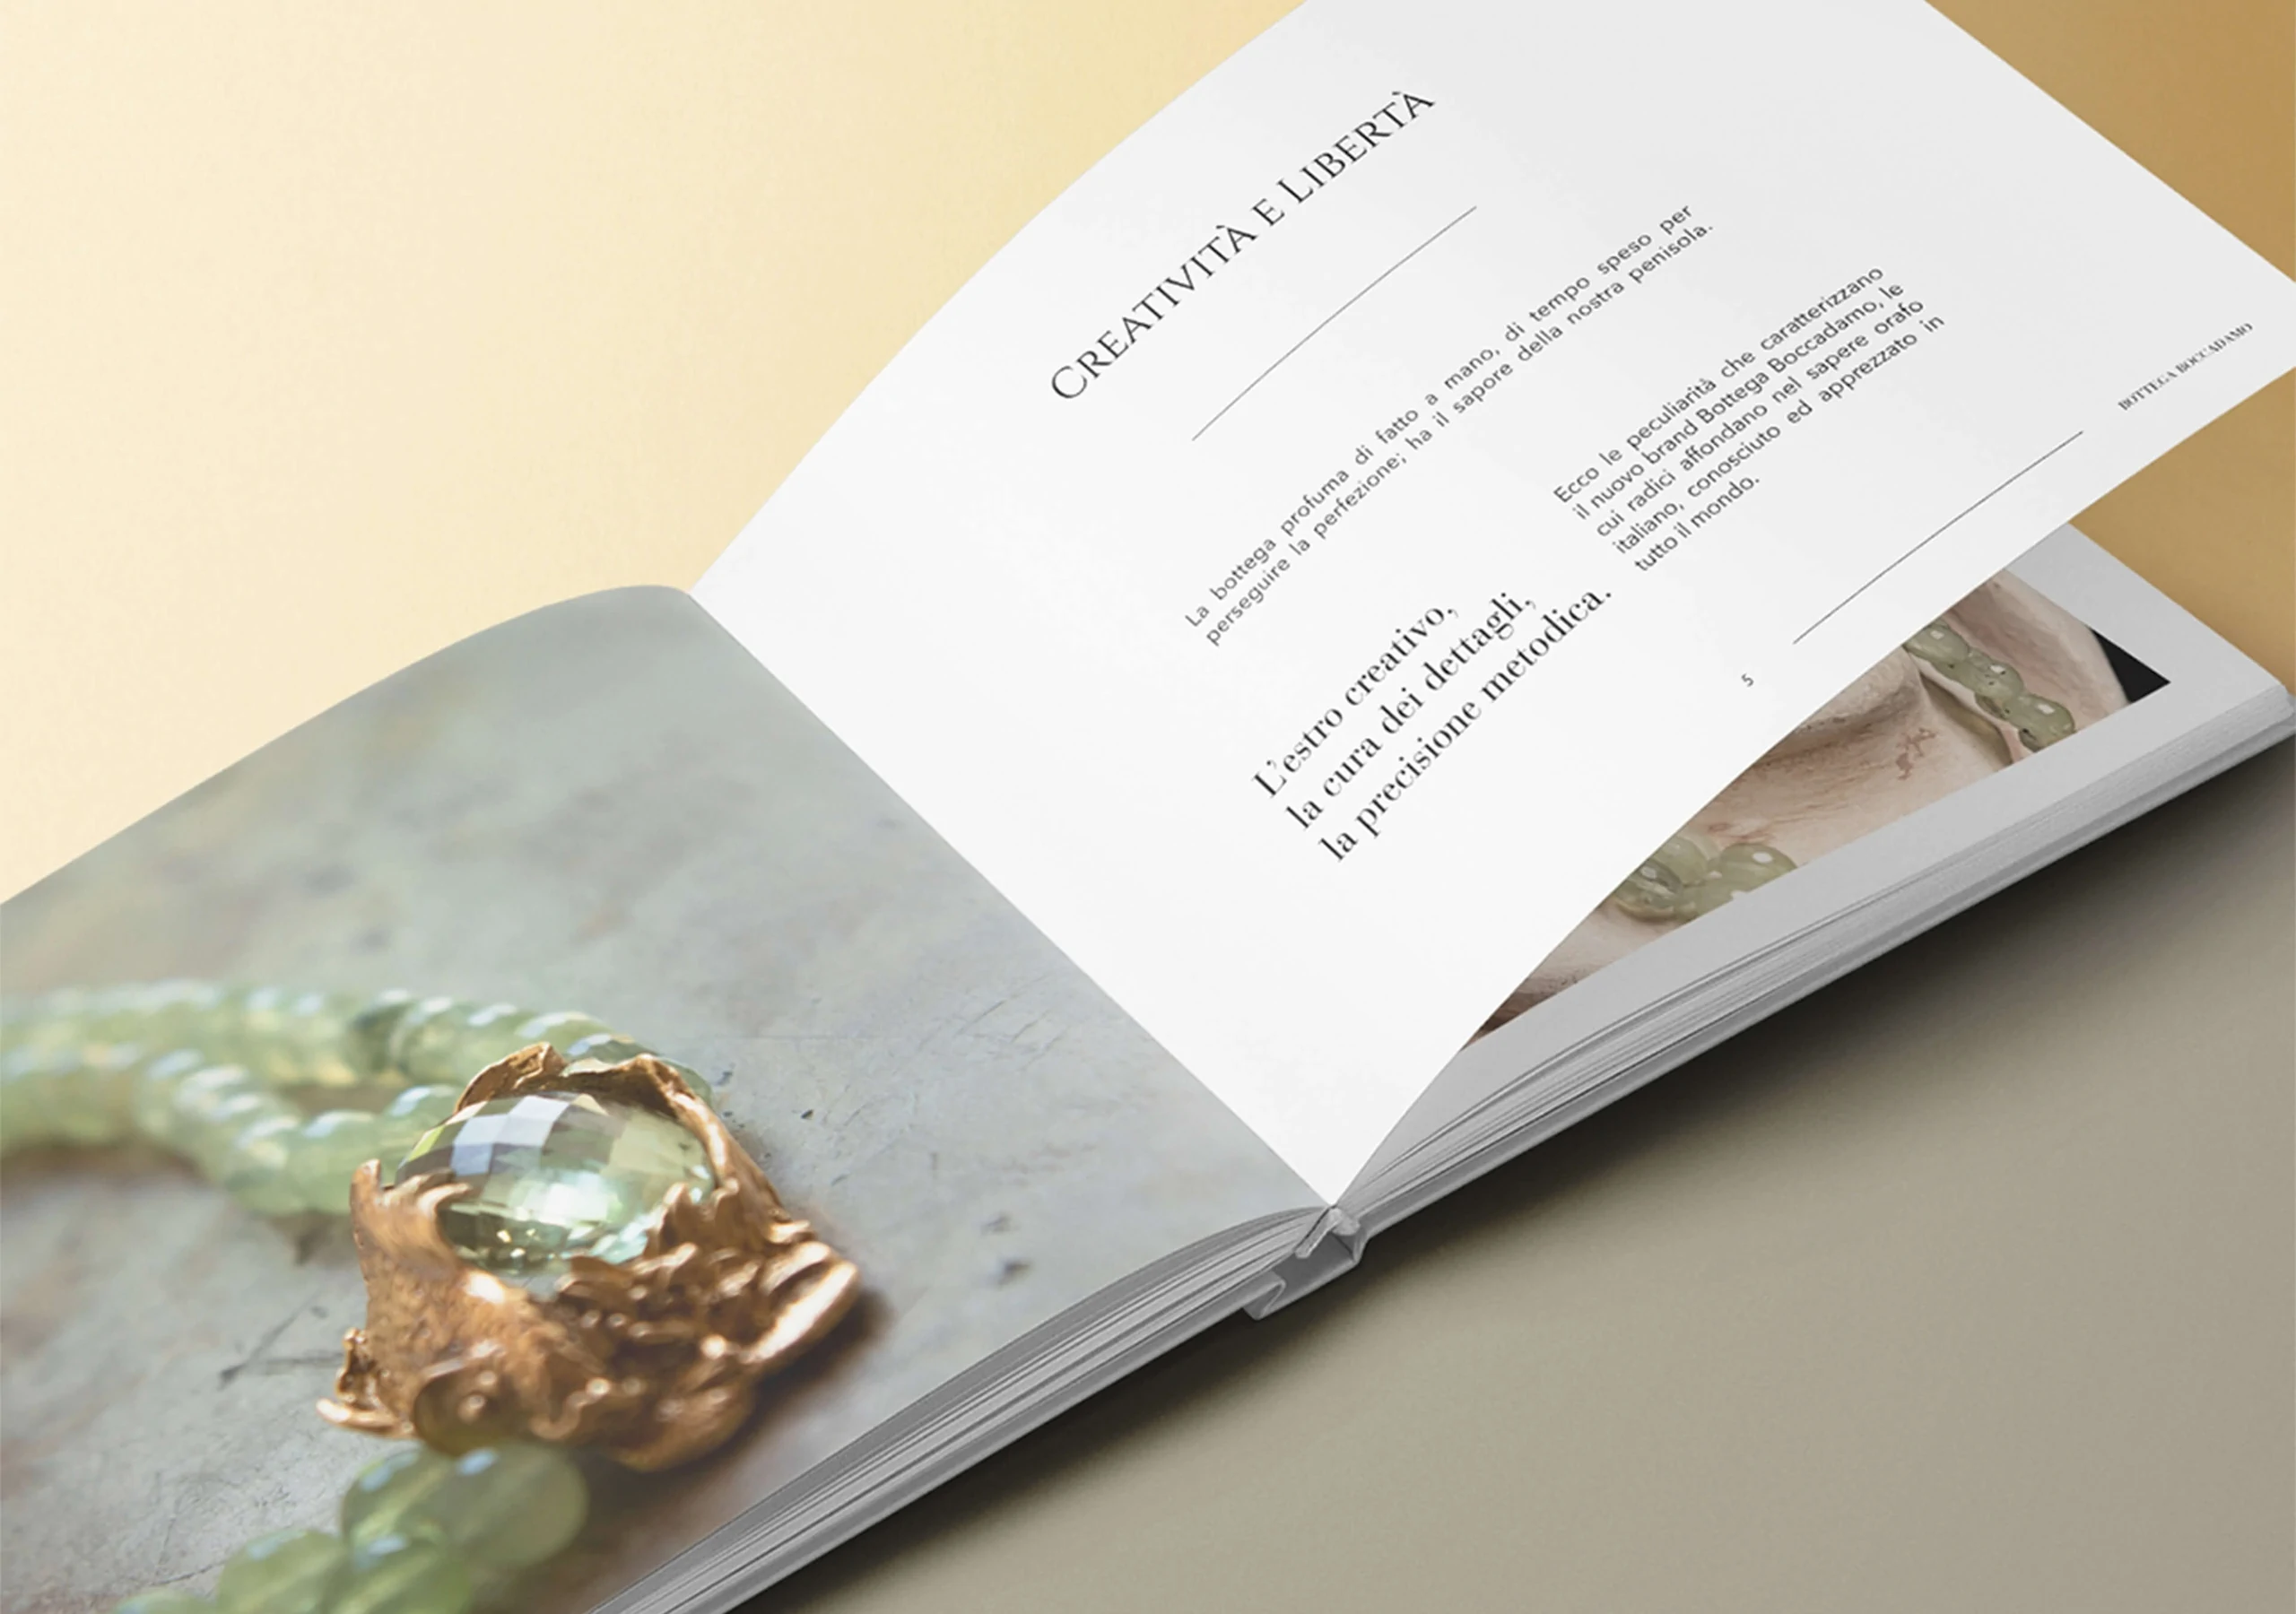 CREATIVITÀ E LIBERTÀ
La bottega profuma di fatto a mano, di tempo speso per
perseguire la perfezione; ha il sapore della nostra penisola.
L'estro creativo,
la cura dei dettagli,
la precisione metodica.
Ecco le peculiarità che caratterizzano
il nuovo brand Bottega Boccadamo, le
cui radici affondano nel sapere orafo
italiano, conosciuto ed apprezzato in
tutto il mondo.
5
BOTTEGA BOCCADAMO